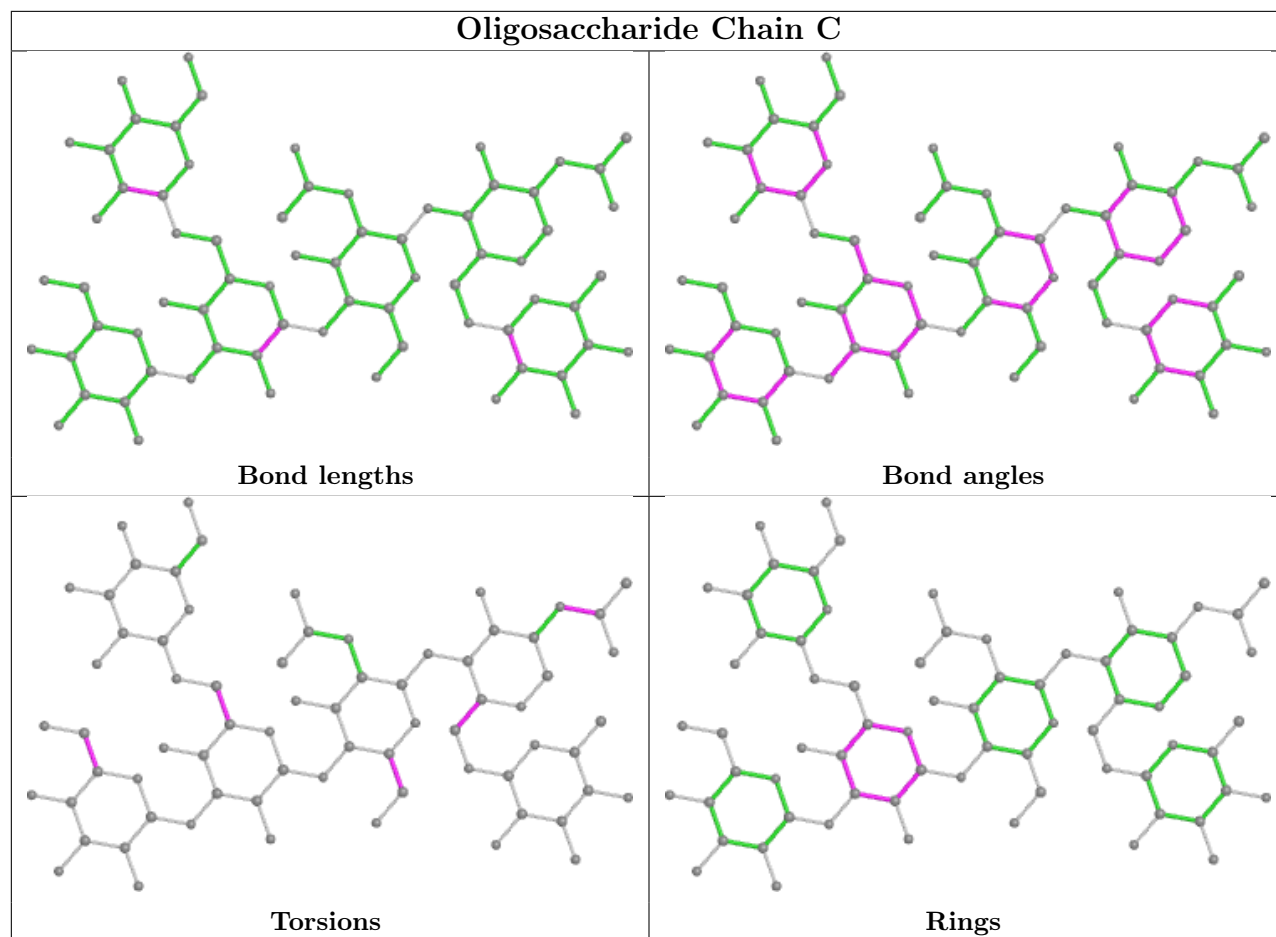 Oligosaccharide Chain C
Bond lengths
Bond angles
Torsions
Rings